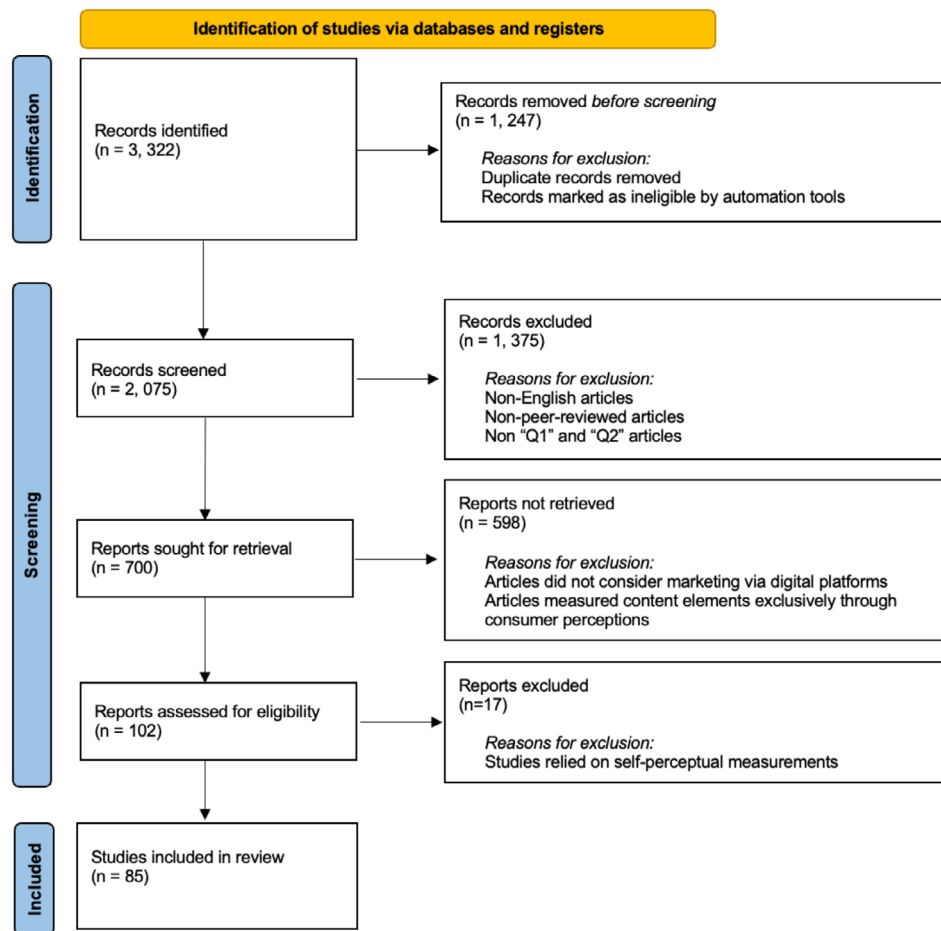 Identification of studies via databases and registers
Identification
Records identified
(n = 3, 322)
Records removed before screening
(n = 1, 247)
Reasons for exclusion:
Duplicate records removed
Records marked as ineligible by automation tools
Screening
Records screened
(n = 2, 075)
Records excluded
(n = 1, 375)
Reasons for exclusion:
Non-English articles
Non-peer-reviewed articles
Non “Q1” and “Q2” articles
Reports sought for retrieval
(n = 700)
Reports not retrieved
(n = 598)
Reasons for exclusion:
Articles did not consider marketing via digital platforms
Articles measured content elements exclusively through
consumer perceptions
Reports assessed for eligibility
(n = 102)
Reports excluded
(n=17)
Reasons for exclusion:
Studies relied on self-perceptual measurements
Included
Studies included in review
(n = 85)